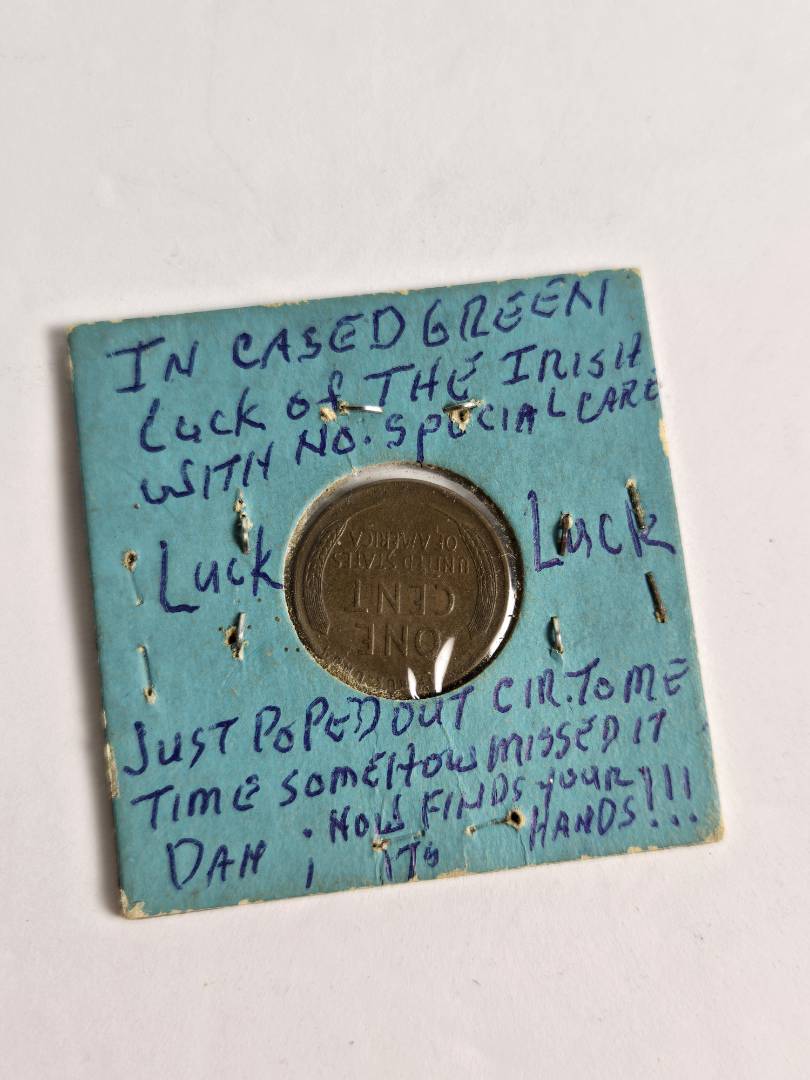 IN CASED GREEN
Luck of THE IRISH
WITH NO. SPECIAL CARE
Luck
Luck
ONE
CENT
UNITED STATES
OF AMERICA
JUST POPED OUT CIR. TO ME
TIME SOMEHOW MISSED IT
DAN ; NOW FINDS YOUR
ITS HANDS!!!